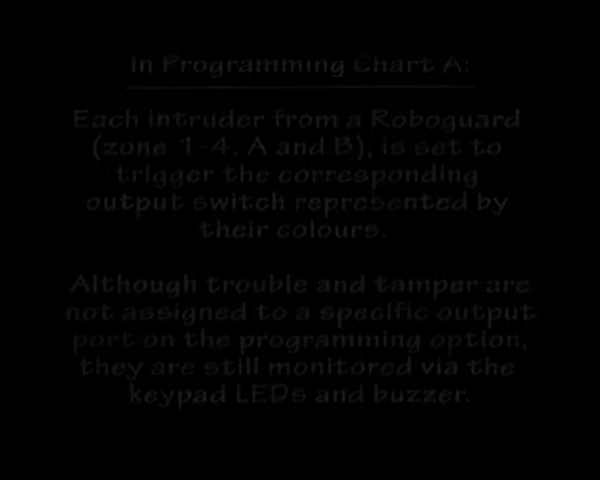 In Programming Chart A:
Each intruder from a Roboguard
(zone 1-4, A and B), is set to
trigger the corresponding
output switch represented by
their colours.
Although trouble and tamper are
not assigned to a specific output
port on the programming option,
they are still monitored via the
keypad LEDs and buzzer.